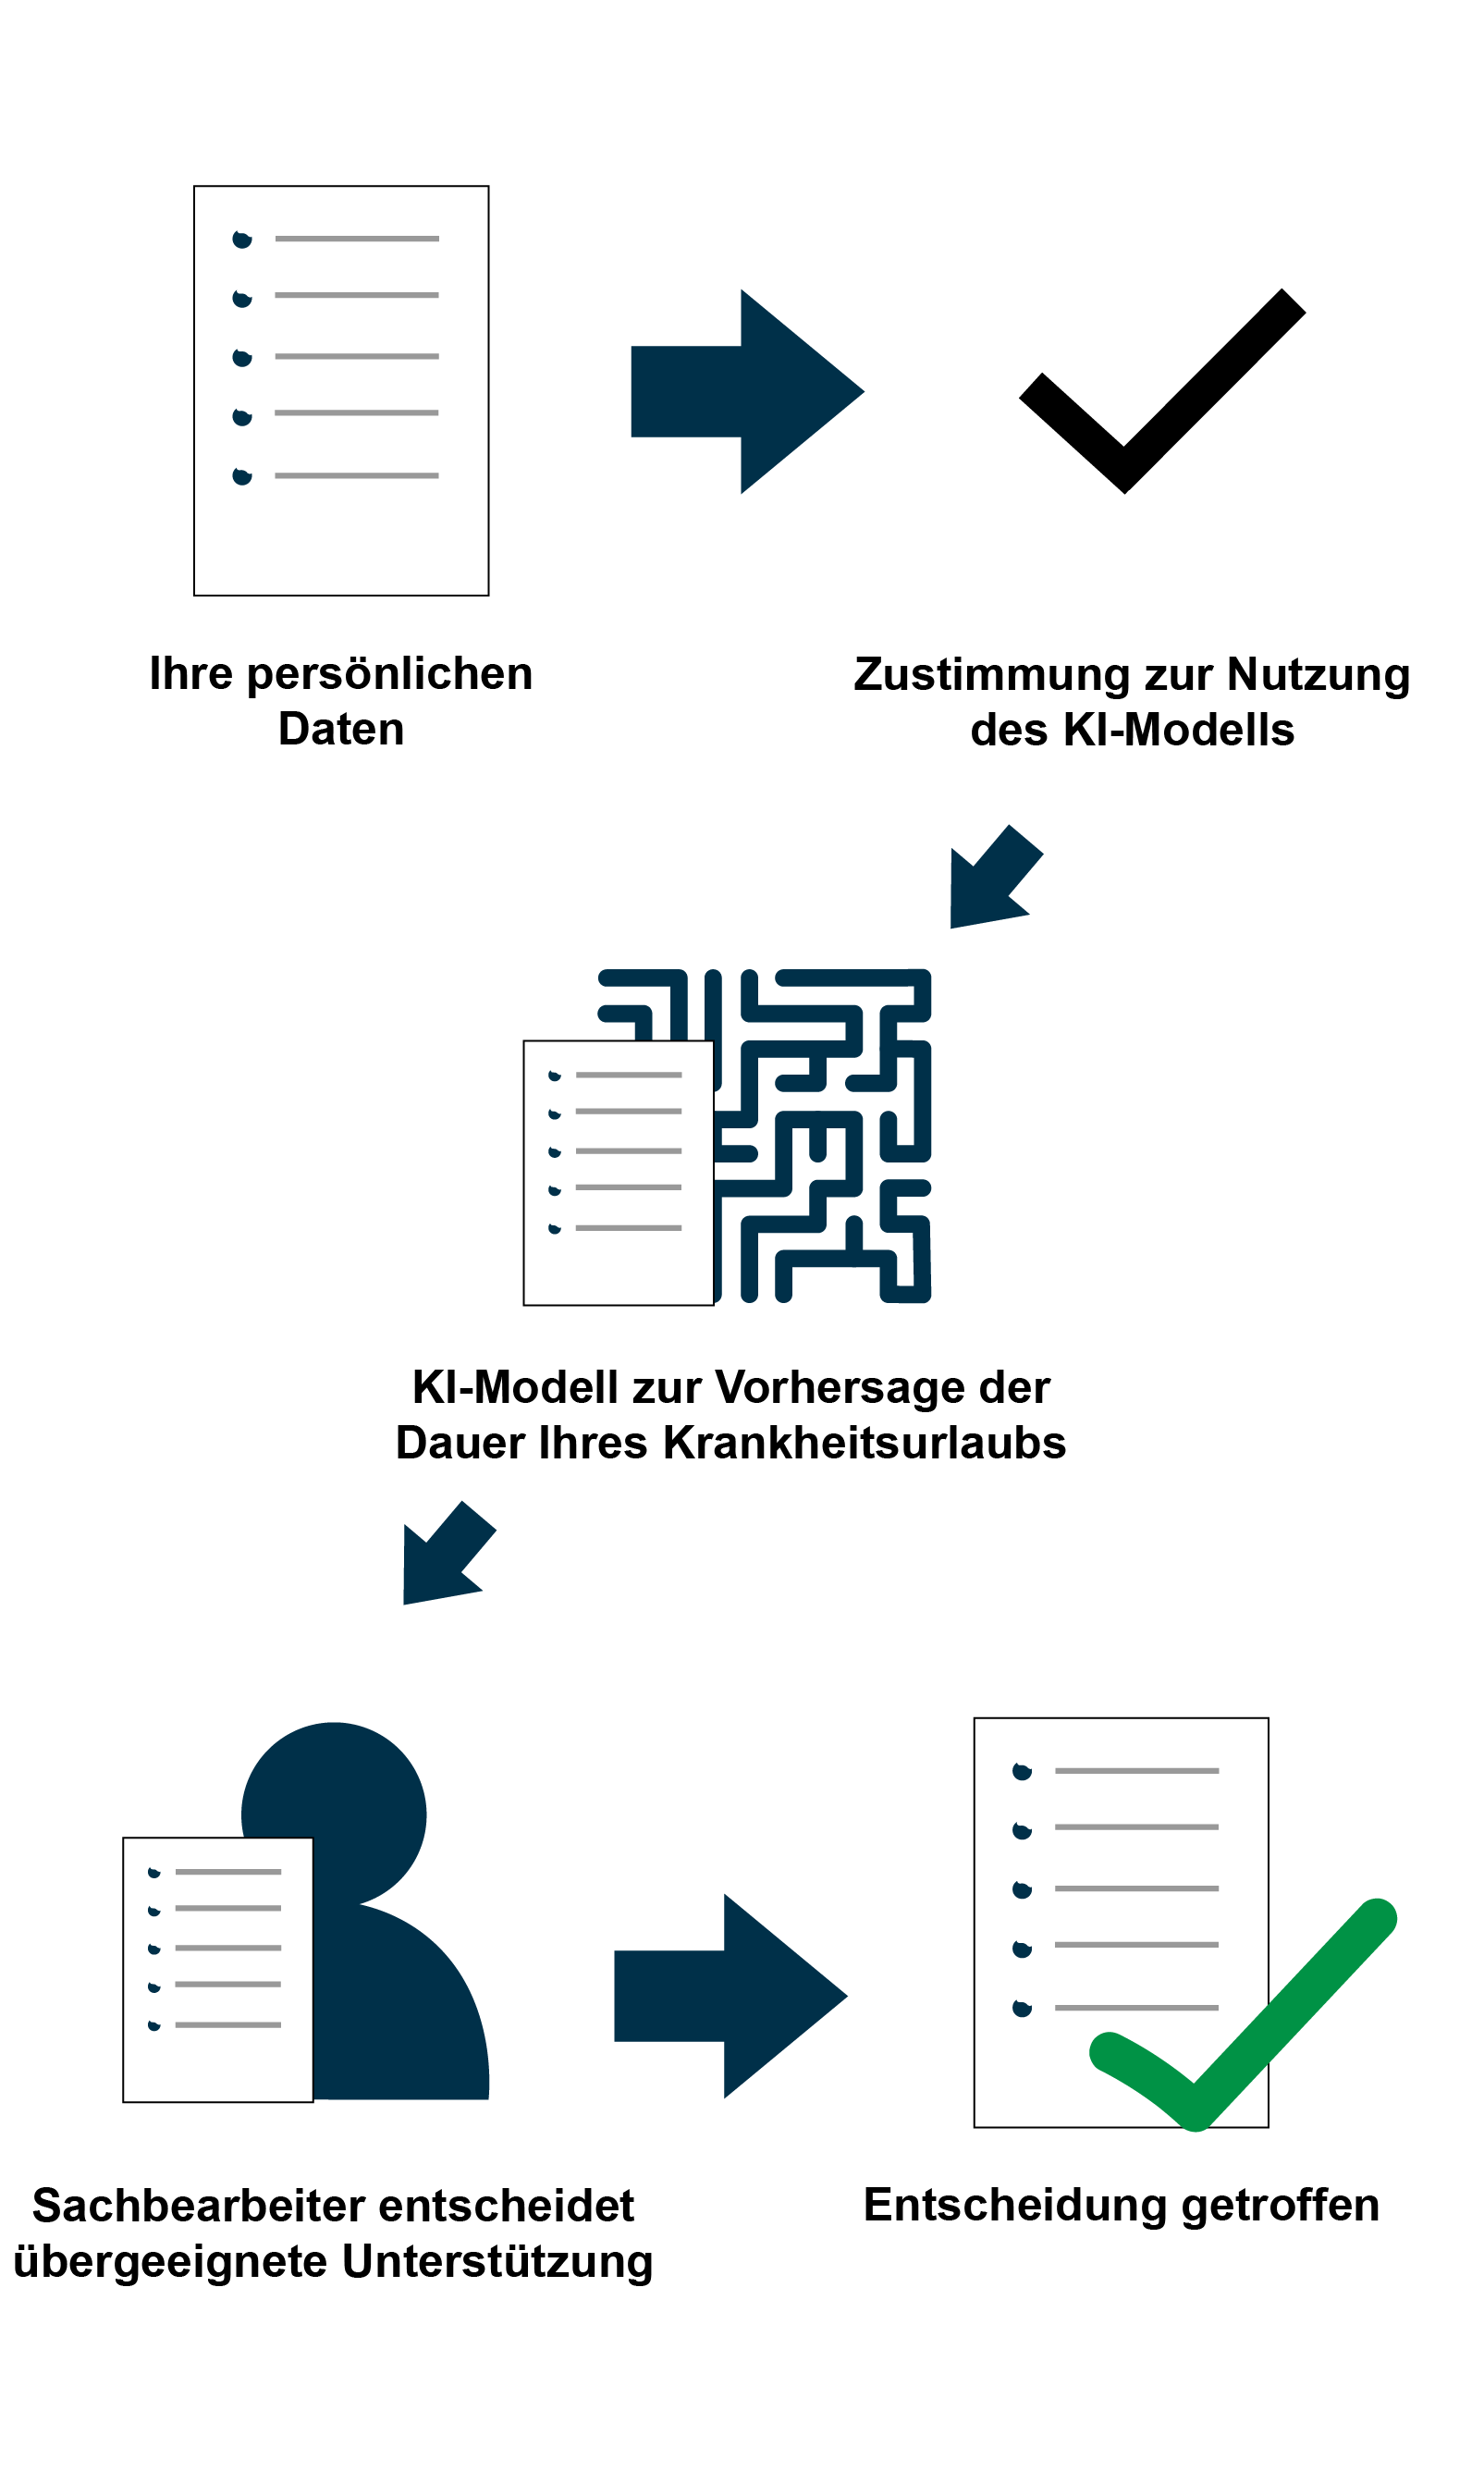 Ihre persönlichen
Daten
Zustimmung zur Nutzung
des KI-Modells
KI-Modell zur Vorhersage der
Dauer Ihres Krankheitsurlaubs
Sachbearbeiter entscheidet
übergeeignete Unterstützung
Entscheidung getroffen